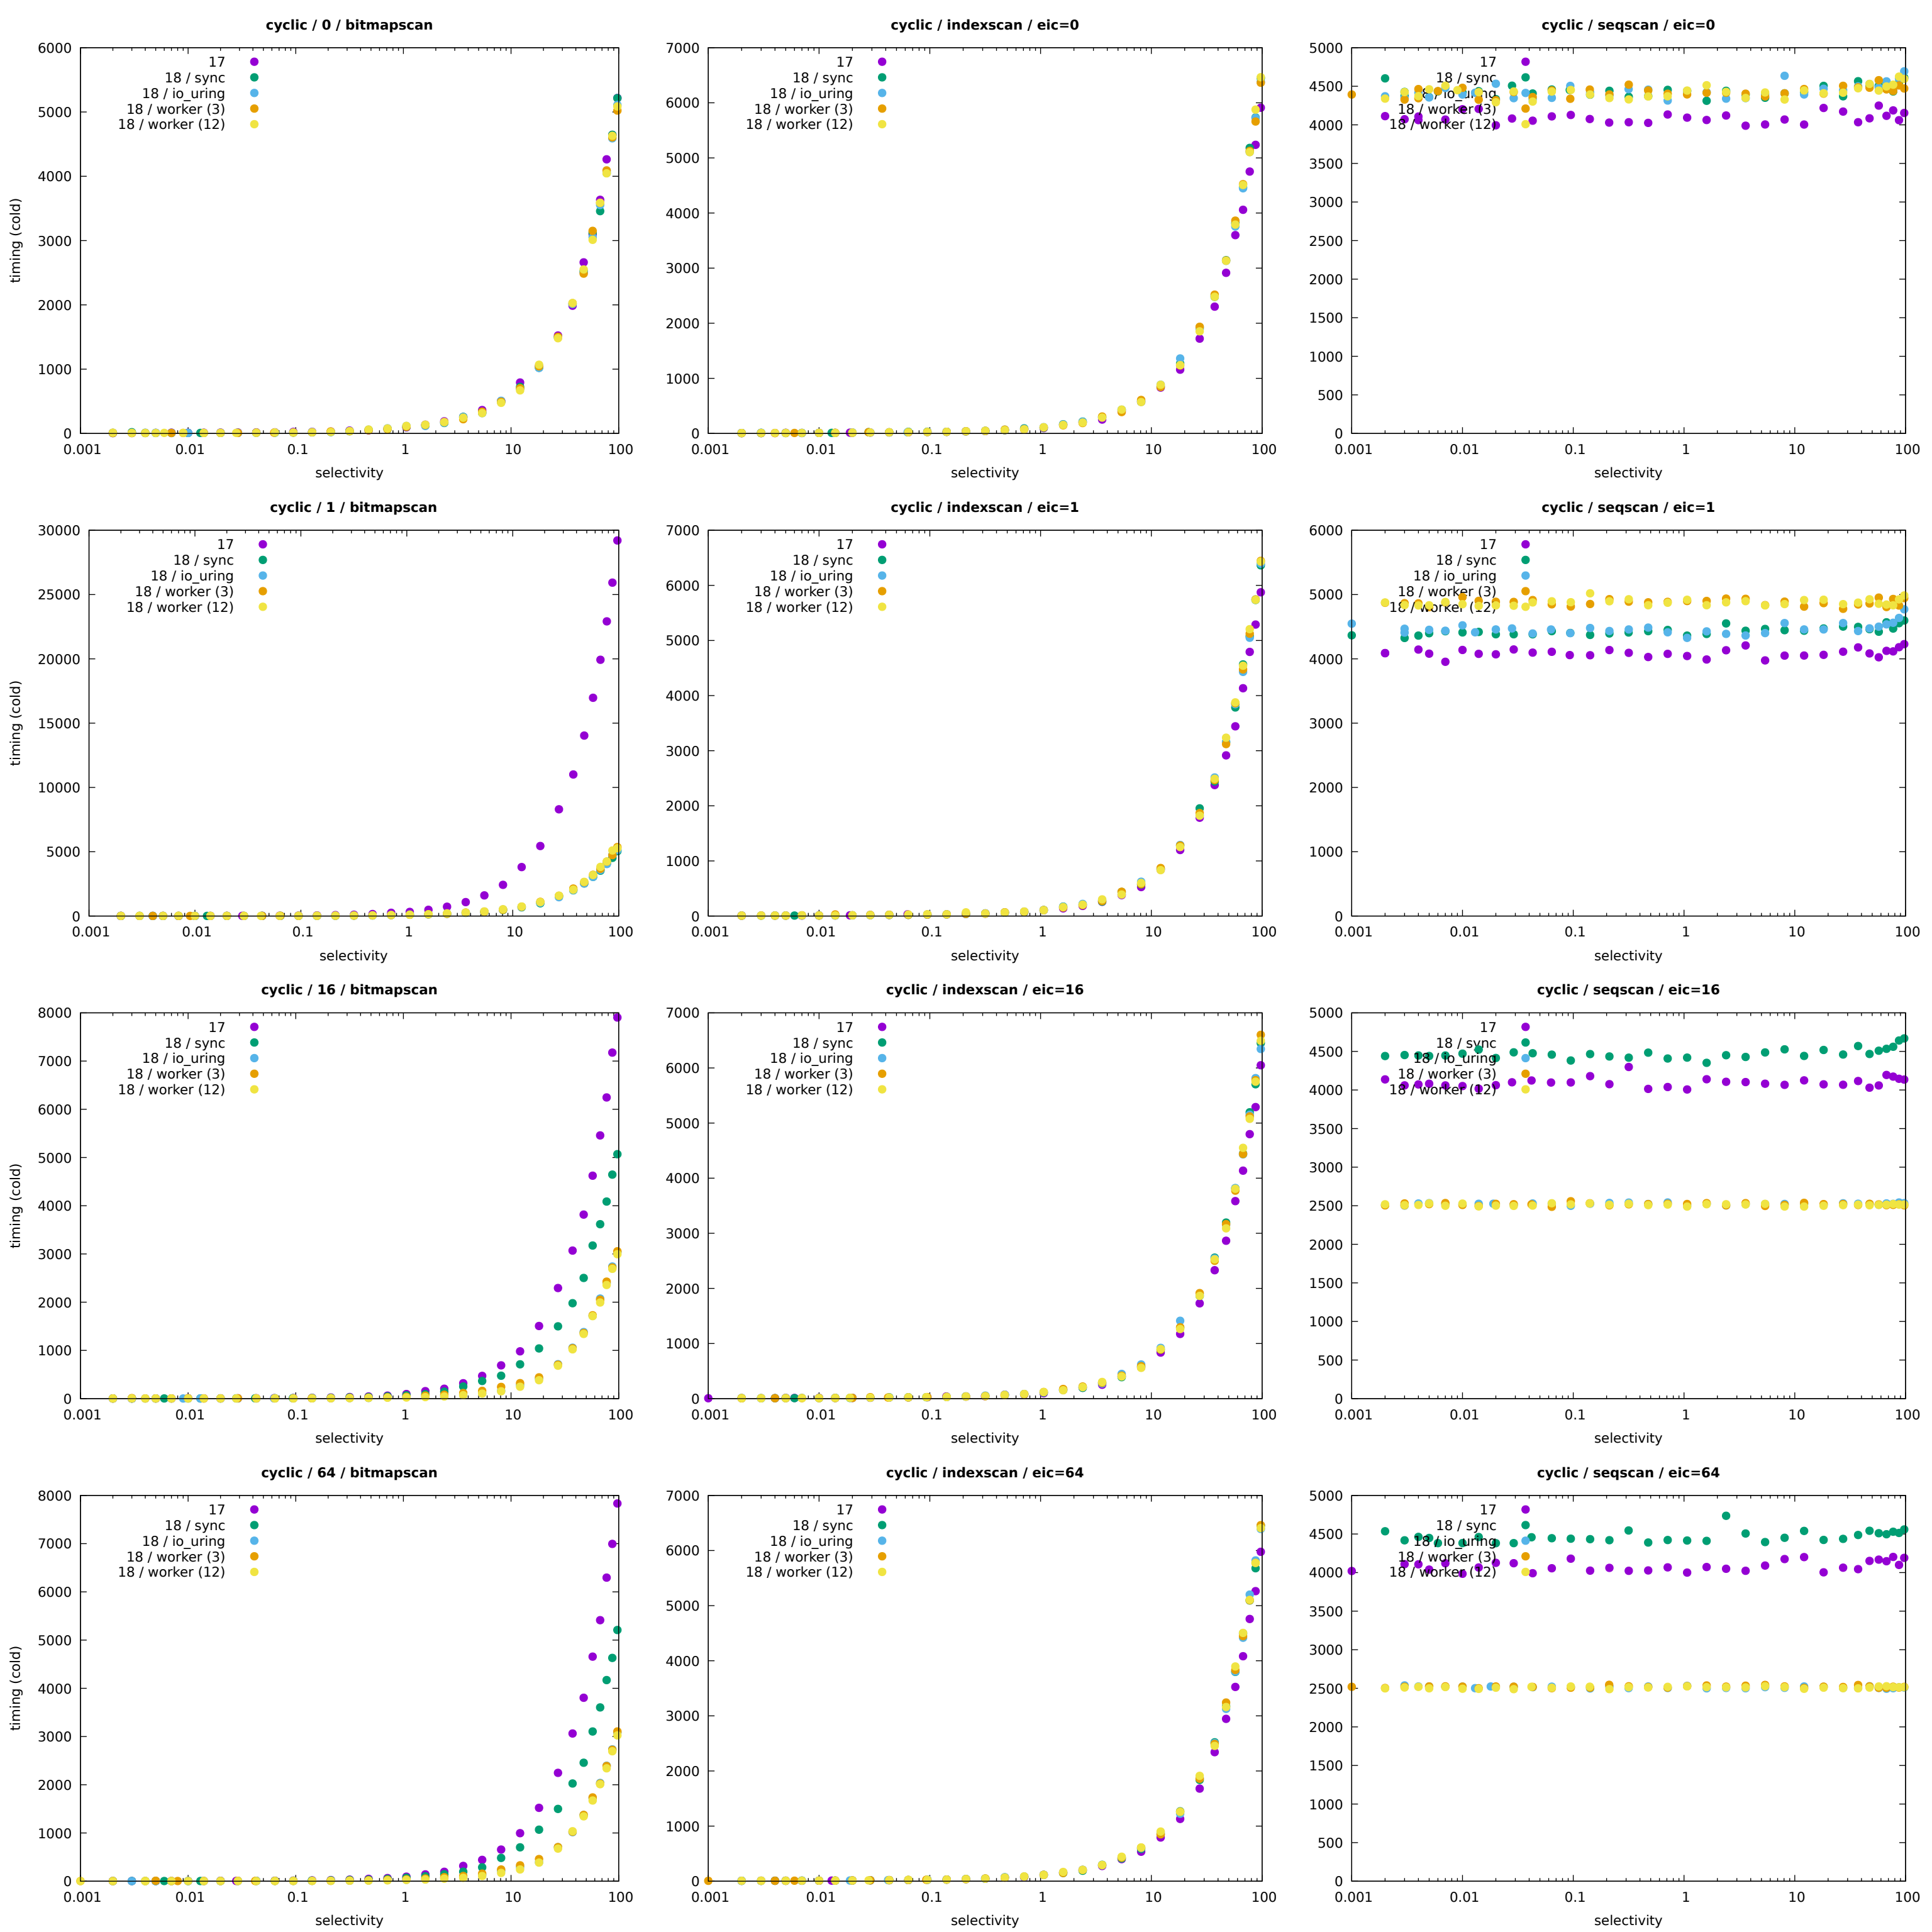 cyclic / 0 / bitmapscan
timing (cold)
6000
5000
4000
3000
2000
1000
0
17
18 / sync
18 / io_uring
18 / worker (3)
18 / worker (12)
0.001 0.01 0.1 1 10 100
selectivity
cyclic / indexscan / eic=0
7000
6000
5000
4000
3000
2000
1000
0
17
18 / sync
18 / io_uring
18 / worker (3)
18 / worker (12)
0.001 0.01 0.1 1 10 100
selectivity
cyclic / seqscan / eic=0
5000
4500
4000
3500
3000
2500
2000
1500
1000
500
0
17
18 / sync
18 / io_uring
18 / worker (3)
18 / worker (12)
0.001 0.01 0.1 1 10 100
selectivity
cyclic / 1 / bitmapscan
timing (cold)
30000
25000
20000
15000
10000
5000
0
17
18 / sync
18 / io_uring
18 / worker (3)
18 / worker (12)
0.001 0.01 0.1 1 10 100
selectivity
cyclic / indexscan / eic=1
7000
6000
5000
4000
3000
2000
1000
0
17
18 / sync
18 / io_uring
18 / worker (3)
18 / worker (12)
0.001 0.01 0.1 1 10 100
selectivity
cyclic / seqscan / eic=1
6000
5000
4000
3000
2000
1000
0
17
18 / sync
18 / io_uring
18 / worker (3)
18 / worker (12)
0.001 0.01 0.1 1 10 100
selectivity
cyclic / 16 / bitmapscan
timing (cold)
8000
7000
6000
5000
4000
3000
2000
1000
0
17
18 / sync
18 / io_uring
18 / worker (3)
18 / worker (12)
0.001 0.01 0.1 1 10 100
selectivity
cyclic / indexscan / eic=16
7000
6000
5000
4000
3000
2000
1000
0
17
18 / sync
18 / io_uring
18 / worker (3)
18 / worker (12)
0.001 0.01 0.1 1 10 100
selectivity
cyclic / seqscan / eic=16
5000
4500
4000
3500
3000
2500
2000
1500
1000
500
0
17
18 / sync
18 / io_uring
18 / worker (3)
18 / worker (12)
0.001 0.01 0.1 1 10 100
selectivity
cyclic / 64 / bitmapscan
timing (cold)
8000
7000
6000
5000
4000
3000
2000
1000
0
17
18 / sync
18 / io_uring
18 / worker (3)
18 / worker (12)
0.001 0.01 0.1 1 10 100
selectivity
cyclic / indexscan / eic=64
7000
6000
5000
4000
3000
2000
1000
0
17
18 / sync
18 / io_uring
18 / worker (3)
18 / worker (12)
0.001 0.01 0.1 1 10 100
selectivity
cyclic / seqscan / eic=64
5000
4500
4000
3500
3000
2500
2000
1500
1000
500
0
17
18 / sync
18 / io_uring
18 / worker (3)
18 / worker (12)
0.001 0.01 0.1 1 10 100
selectivity